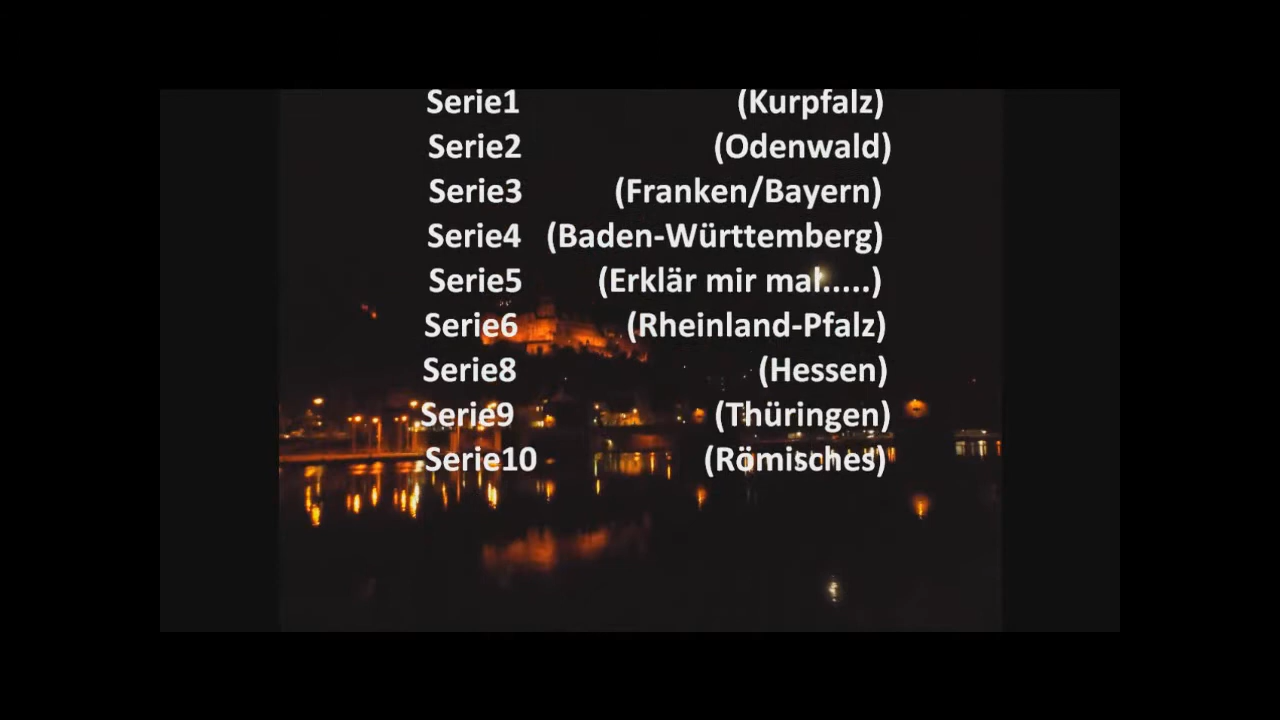 Serie1 (Kurpfalz)
Serie2 (Odenwald)
Serie3 (Franken/Bayern)
Serie4 (Baden-Württemberg)
Serie5 (Erklär mir mal.....)
Serie6 (Rheinland-Pfalz)
Serie8 (Hessen)
Serie9 (Thüringen)
Serie10 (Römisches)